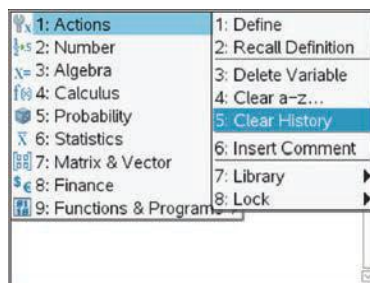 1: Actions
2: Number
3: Algebra
4: Calculus
5: Probability
6: Statistics
7: Matrix & Vector
8: Finance
9: Functions & Programs
1: Define
2: Recall Definition
3: Delete Variable
4: Clear a-z...
5: Clear History
6: Insert Comment
7: Library
8: Lock